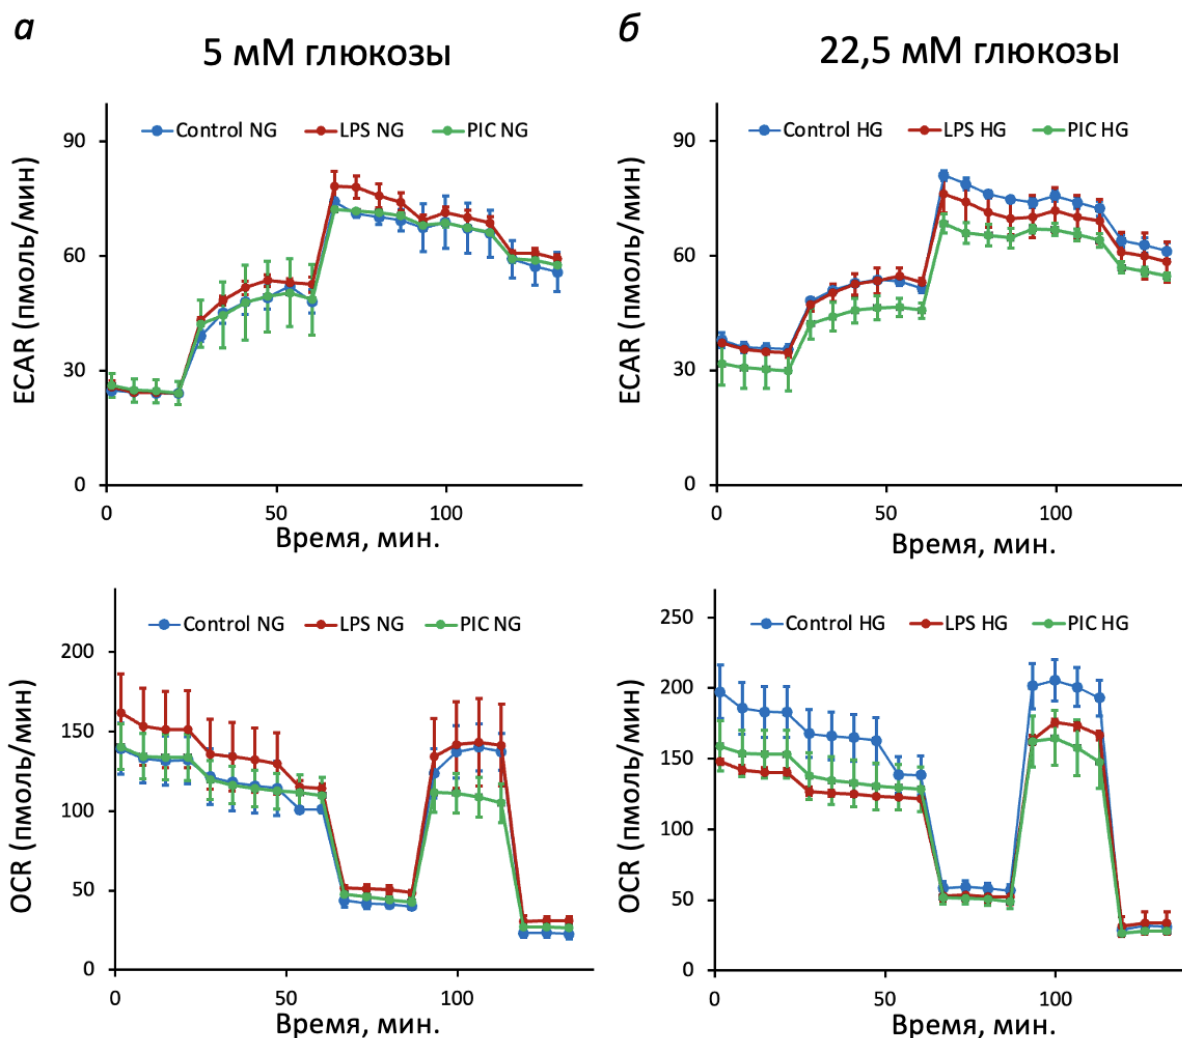 а
5 мМ глюкозы
Control NG LPS NG PIC NG
90
60
30
0
ECAR (пмоль/мин)
0 50 100
Время, мин.
б
22,5 мМ глюкозы
Control HG LPS HG PIC HG
90
60
30
0
ECAR (пмоль/мин)
0 50 100
Время, мин.
Control NG LPS NG PIC NG
200
150
100
50
0
OCR (пмоль/мин)
0 50 100
Время, мин.
Control HG LPS HG PIC HG
250
200
150
100
50
0
OCR (пмоль/мин)
0 50 100
Время, мин.